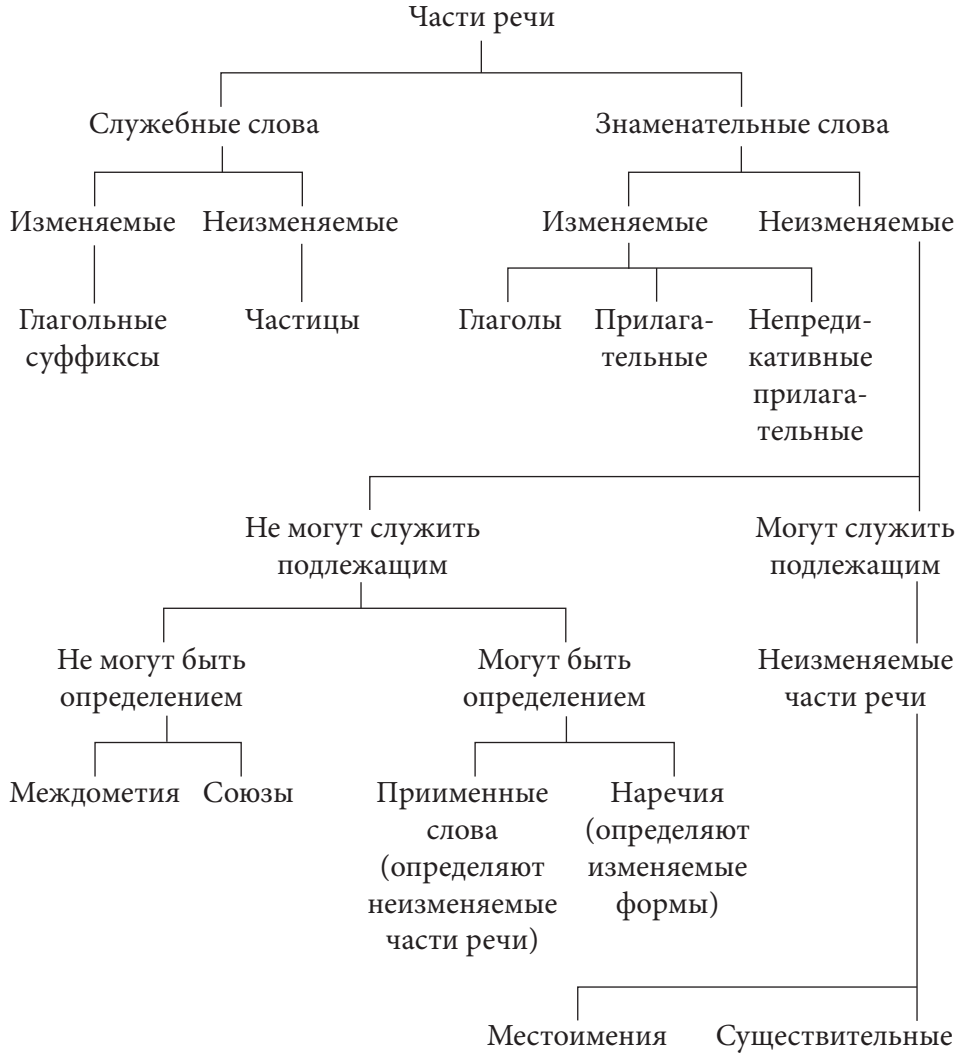 Части речи
Служебные слова
Знаменательные слова
Изменяемые
Неизменяемые
Изменяемые
Неизменяемые
Глагольные
суффиксы
Частицы
Глаголы
Прилага-
тельные
Непреди-
кативные
прилага-
тельные
Не могут служить
подлежащим
Могут служить
подлежащим
Не могут быть
определением
Могут быть
определением
Неизменяемые
части речи
Междометия
Союзы
Приименные
слова
(определяют
неизменяемые
части речи)
Наречия
(определяют
изменяемые
формы)
Местоимения
Существительные